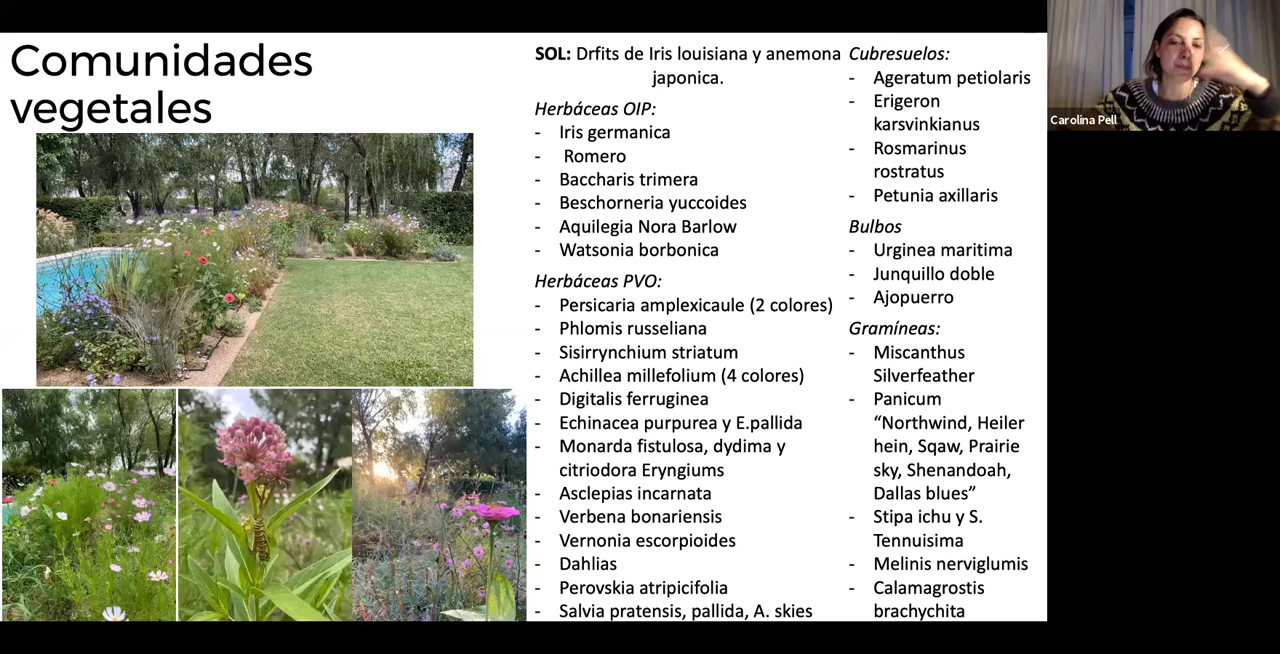 Comunidades
vegetales
SOL: Drfits de Iris louisiana y anemona
japonica.
Herbáceas OIP:
- Iris germanica
- Romero
- Baccharis trimera
- Beschorneria yuccoides
- Aquilegia Nora Barlow
- Watsonia borbonica
Herbáceas PVO:
- Persicaria amplexicaule (2 colores)
- Phlomis russeliana
- Sisirrynchium striatum
- Achillea millefolium (4 colores)
- Digitalis ferruginea
- Echinacea purpurea y E.pallida
- Monarda fistulosa, dydima y
citriodora Eryngiums
- Asclepias incarnata
- Verbena bonariensis
- Vernonia escorpioides
- Dahlias
- Perovskia atripicifolia
- Salvia pratensis, pallida, A. skies
Cubresuelos:
- Ageratum petiolaris
- Erigeron
karsvinkianus
- Rosmarinus
rostratus
- Petunia axillaris
Bulbos
- Urginea maritima
- Junquillo doble
- Ajopuerro
Gramíneas:
- Miscanthus
Silverfeather
- Panicum
“Northwind, Heiler
hein, Sqaw, Prairie
sky, Shenandoah,
Dallas blues”
- Stipa ichu y S.
Tennuisima
- Melinis nerviglumis
- Calamagrostis
brachychita
Carolina Pell